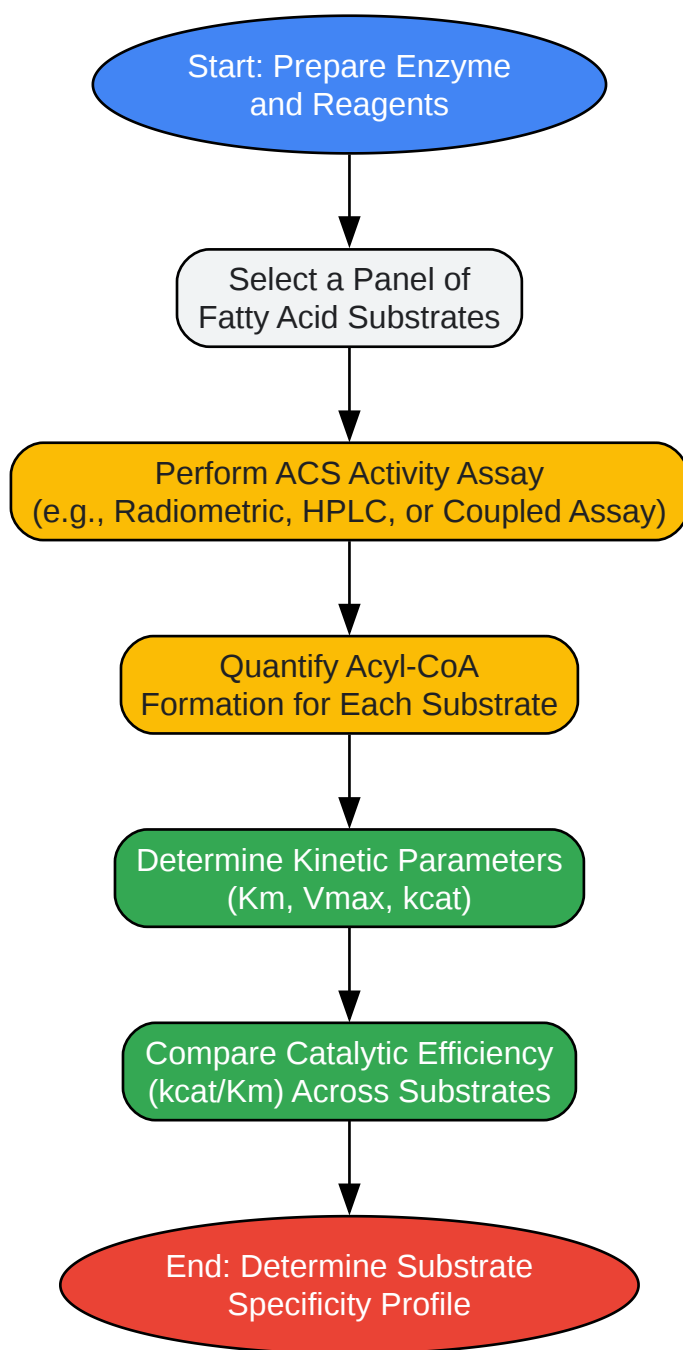 Start: Prepare Enzyme
and Reagents
Select a Panel of
Fatty Acid Substrates
Perform ACS Activity Assay
(e.g., Radiometric, HPLC, or Coupled Assay)
Quantify Acyl-CoA
Formation for Each Substrate
Determine Kinetic Parameters
(Km, Vmax, kcat)
Compare Catalytic Efficiency
(kcat/Km) Across Substrates
End: Determine Substrate
Specificity Profile